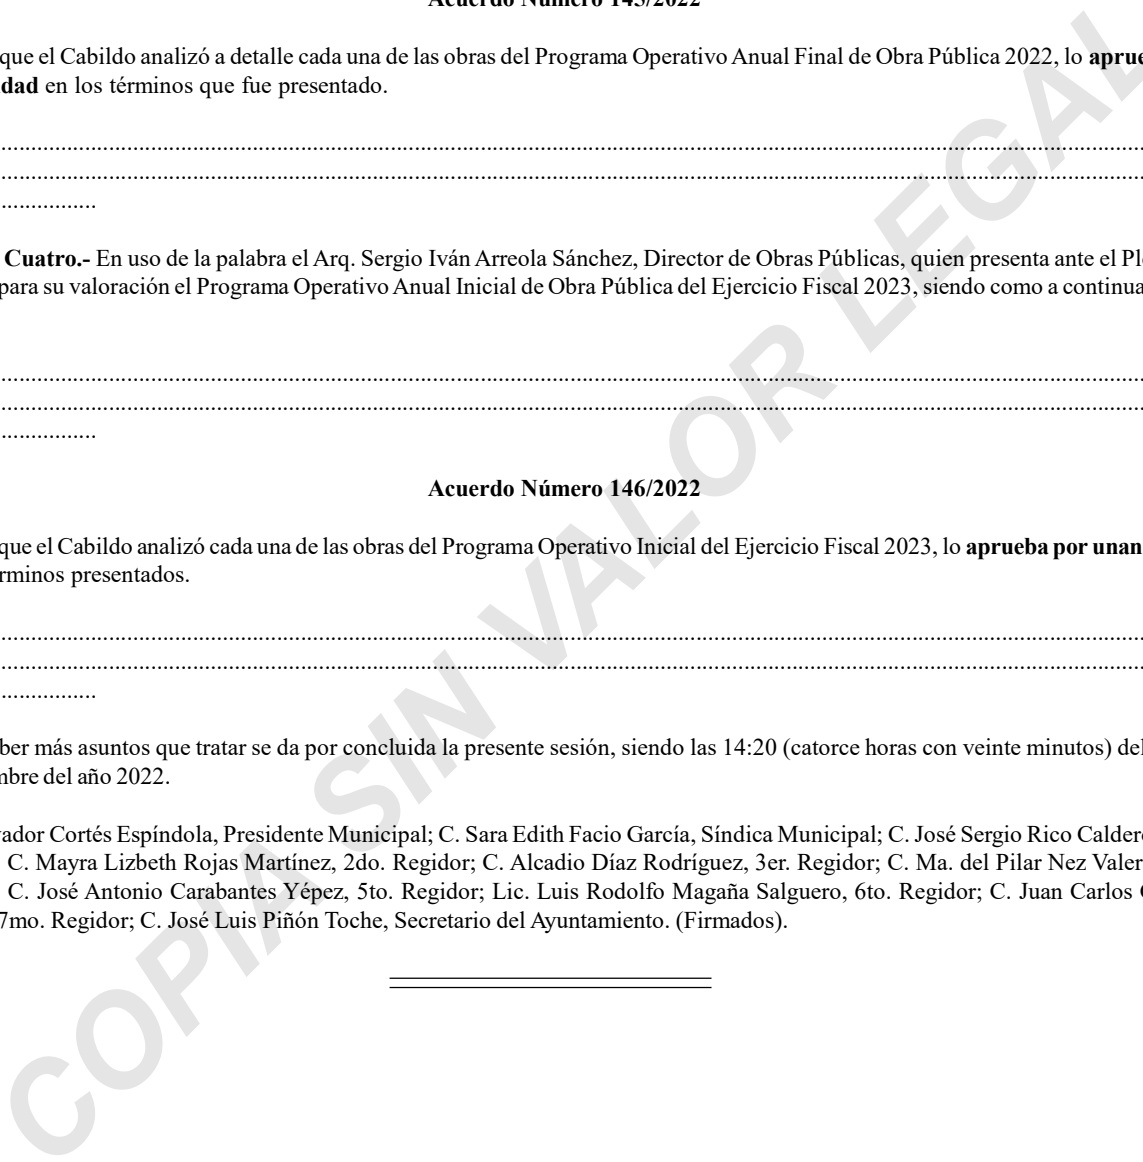 Acuerdo Número 145/2022
que el Cabildo analizó a detalle cada una de las obras del Programa Operativo Anual Final de Obra Pública 2022, lo aprue
dad en los términos que fue presentado.
Cuatro.- En uso de la palabra el Arq. Sergio Iván Arreola Sánchez, Director de Obras Públicas, quien presenta ante el Ple
para su valoración el Programa Operativo Anual Inicial de Obra Pública del Ejercicio Fiscal 2023, siendo como a continua
Acuerdo Número 146/2022
que el Cabildo analizó cada una de las obras del Programa Operativo Inicial del Ejercicio Fiscal 2023, lo aprueba por unan
rminos presentados.
ber más asuntos que tratar se da por concluida la presente sesión, siendo las 14:20 (catorce horas con veinte minutos) del
mbre del año 2022.
vador Cortés Espíndola, Presidente Municipal; C. Sara Edith Facio García, Síndica Municipal; C. José Sergio Rico Calder
C. Mayra Lizbeth Rojas Martínez, 2do. Regidor; C. Alcadio Díaz Rodríguez, 3er. Regidor; C. Ma. del Pilar Nez Valer
C. José Antonio Carabantes Yépez, 5to. Regidor; Lic. Luis Rodolfo Magaña Salguero, 6to. Regidor; C. Juan Carlos
7mo. Regidor; C. José Luis Piñón Toche, Secretario del Ayuntamiento. (Firmados).
COPIA SIN VALOR LEGAL